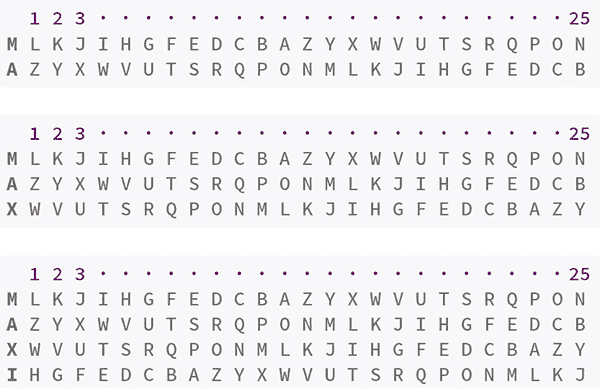 1 2 3 · · · · · · · · · · · · · · · · · · · · · 25
M L K J I H G F E D C B A Z Y X W V U T S R Q P O N
A Z Y X W V U T S R Q P O N M L K J I H G F E D C B
1 2 3 · · · · · · · · · · · · · · · · · · · · · 25
M L K J I H G F E D C B A Z Y X W V U T S R Q P O N
A Z Y X W V U T S R Q P O N M L K J I H G F E D C B
X W V U T S R Q P O N M L K J I H G F E D C B A Z Y
1 2 3 · · · · · · · · · · · · · · · · · · · · · 25
M L K J I H G F E D C B A Z Y X W V U T S R Q P O N
A Z Y X W V U T S R Q P O N M L K J I H G F E D C B
X W V U T S R Q P O N M L K J I H G F E D C B A Z Y
I H G F E D C B A Z Y X W V U T S R Q P O N M L K J